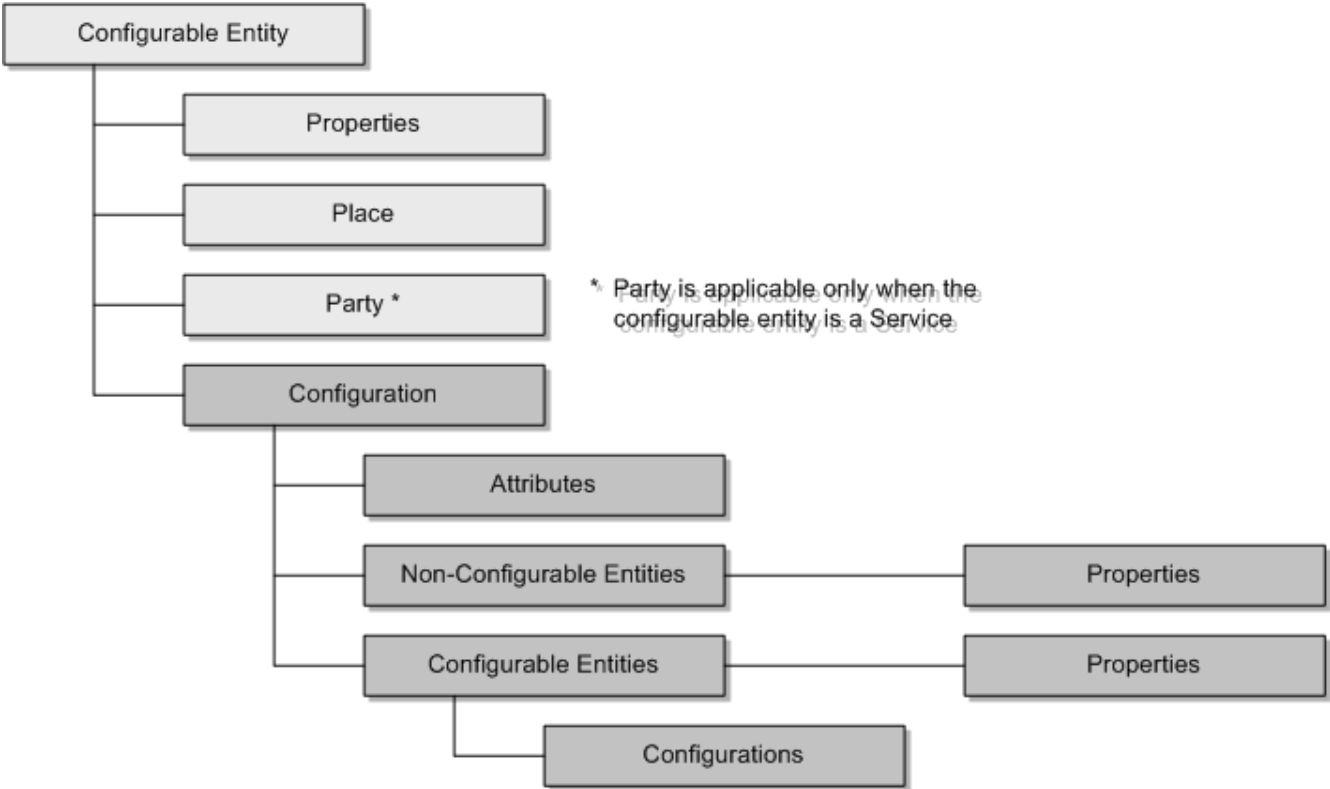 Configurable Entity
Properties
Place
Party *
* Party is applicable only when the
configurable entity is a Service
Configuration
Attributes
Non-Configurable Entities
Properties
Configurable Entities
Properties
Configurations